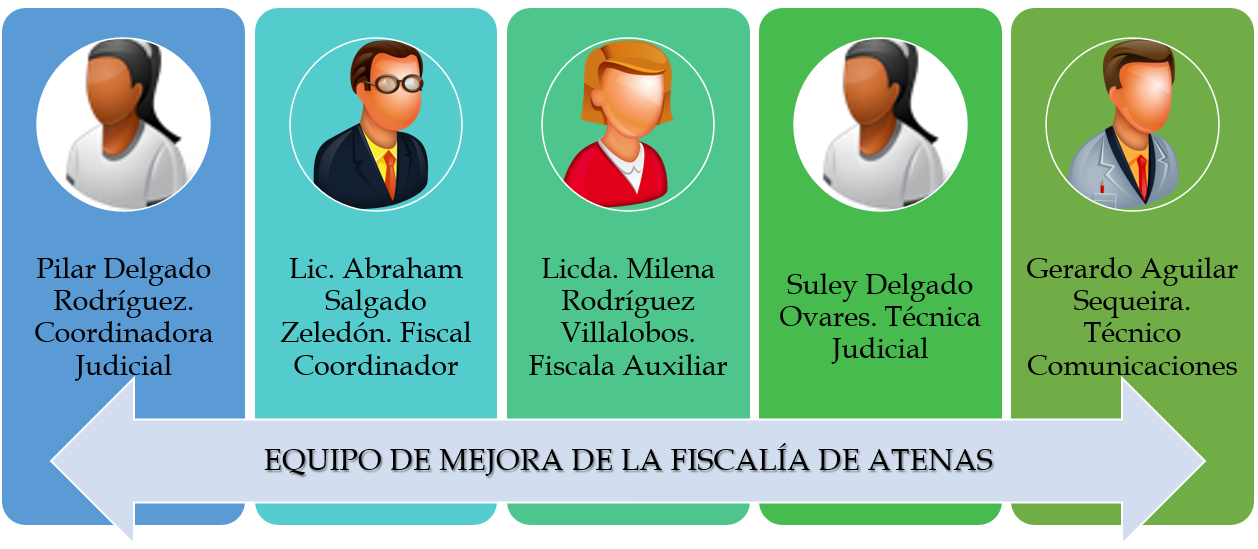 Pilar Delgado
Rodríguez.
Coordinadora
Judicial
Lic. Abraham
Salgado
Zeledón. Fiscal
Coordinador
Licda. Milena
Rodríguez
Villalobos.
Fiscala Auxiliar
Suley Delgado
Ovares. Técnica
Judicial
Gerardo Aguilar
Sequeira.
Técnico
Comunicaciones
EQUIPO DE MEJORA DE LA FISCALÍA DE ATENAS